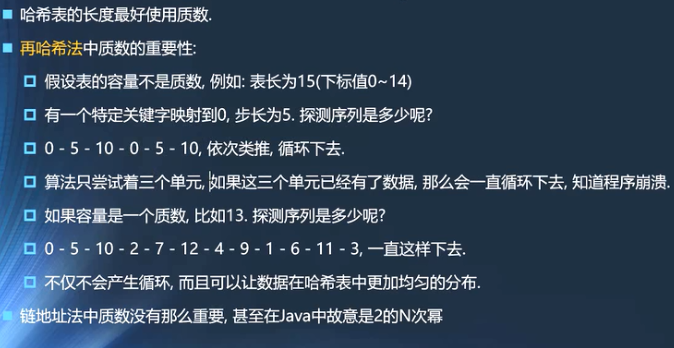 哈希表的长度最好使用质数.
再哈希法中质数的重要性:
假设表的容量不是质数, 例如: 表长为15(下标值0~14)
有一个特定关键字映射到0, 步长为5. 探测序列是多少呢?
0 - 5 - 10 - 0 - 5 - 10, 依次类推, 循环下去.
算法只尝试着三个单元, 如果这三个单元已经有了数据, 那么会一直循环下去, 知道程序崩溃.
如果容量是一个质数, 比如13. 探测序列是多少呢?
0 - 5 - 10 - 2 - 7 - 12 - 4 - 9 - 1 - 6 - 11 - 3, 一直这样下去.
不仅不会产生循环, 而且可以让数据在哈希表中更加均匀的分布.
链地址法中质数没有那么重要, 甚至在Java中故意是2的N次幂